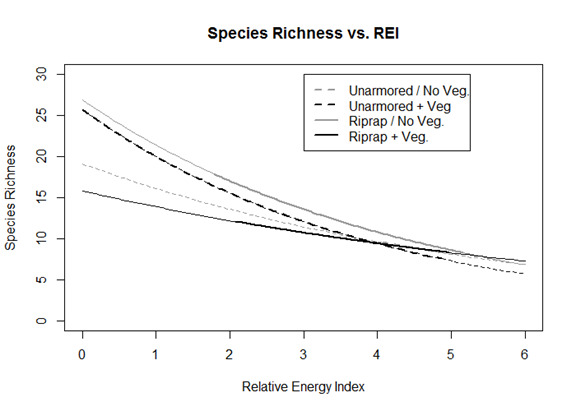 Species Richness vs. REI
Unarmored / No Veg.
Unarmored + Veg
Riprap / No Veg.
Riprap + Veg.
Species Richness
30
25
20
15
10
5
0
0 1 2 3 4 5 6
Relative Energy Index